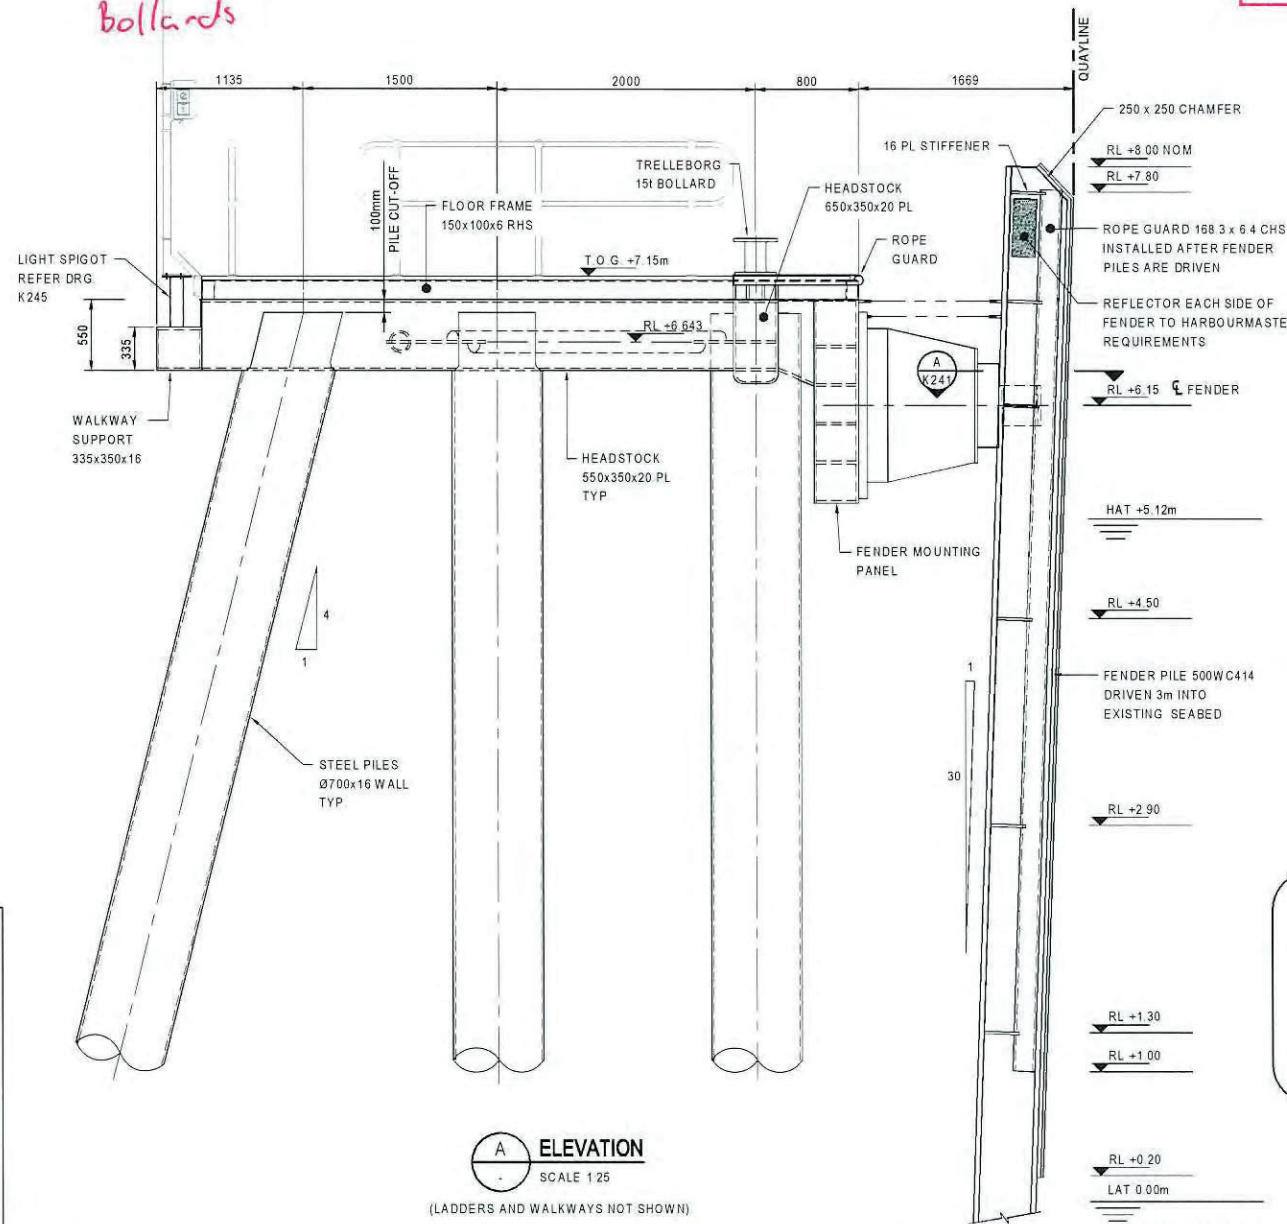 Bollards
1135
1500
2000
800
1669
QUAYLINE
250 x 250 CHAMFER
16 PL STIFFENER
RL +8.00 NOM
RL +7.80
TRELLEBORG
15t BOLLARD
HEADSTOCK
650x350x20 PL
100mm
PILE CUT-OFF
FLOOR FRAME
150x100x6 RHS
ROPE
GUARD
ROPE GUARD 168.3 x 6.4 CHS
INSTALLED AFTER FENDER
PILES ARE DRIVEN
LIGHT SPIGOT
REFER DRG
K245
T.O.G. +7.15m
REFLECTOR EACH SIDE OF
FENDER TO HARBOURMASTE
REQUIREMENTS
550
335
RL +6.643
A
K241
RL +6.15 ℄ FENDER
WALKWAY
SUPPORT
335x350x16
HEADSTOCK
550x350x20 PL
TYP
HAT +5.12m
FENDER MOUNTING
PANEL
RL +4.50
4
1
1
30
FENDER PILE 500WC414
DRIVEN 3m INTO
EXISTING SEABED
STEEL PILES
Ø700x16 WALL
TYP
RL +2.90
RL +1.30
RL +1.00
A
-
ELEVATION
SCALE 1:25
(LADDERS AND WALKWAYS NOT SHOWN)
RL +0.20
LAT 0.00m